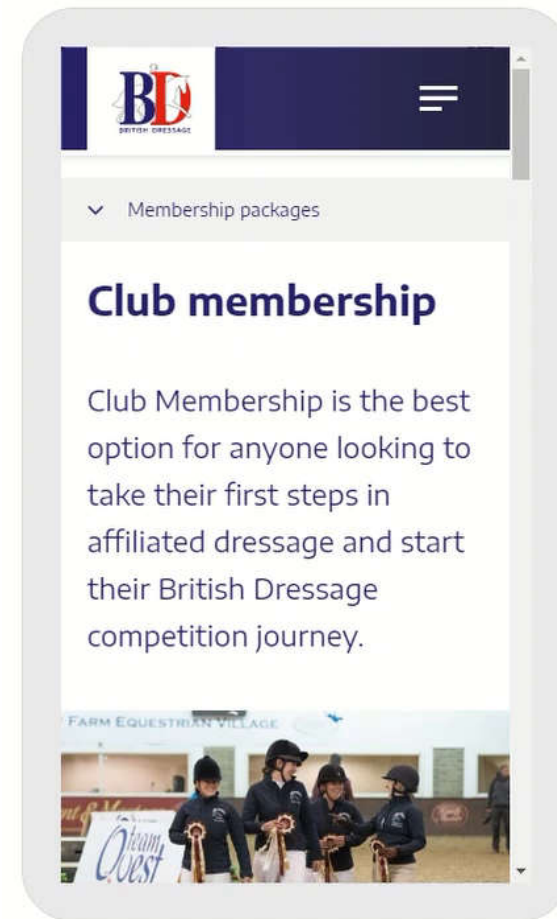 BD
BRITISH DRESSAGE
Membership packages
Club membership
Club Membership is the best
option for anyone looking to
take their first steps in
affiliated dressage and start
their British Dressage
competition journey.
FARM EQUESTRIAN VILLAGE
team
Quest